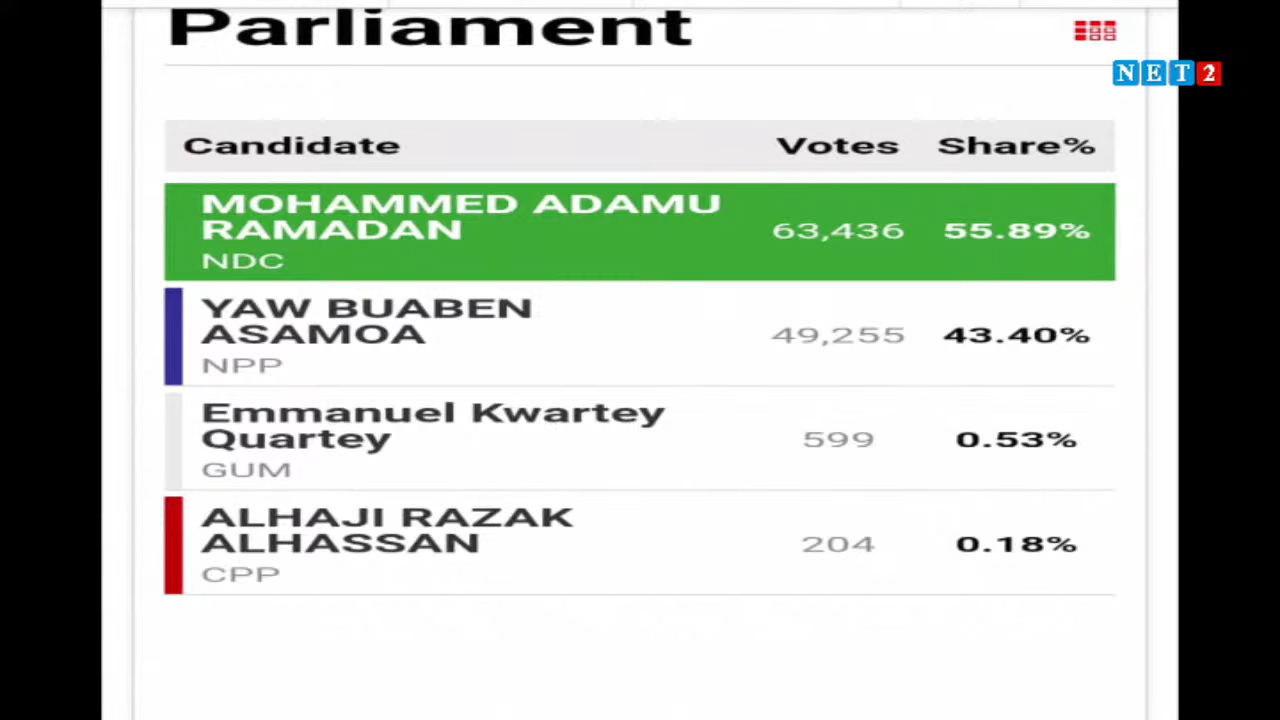 Parliament
NET2
Candidate Votes Share%
MOHAMMED ADAMU
RAMADAN
NDC
63,436 55.89%
YAW BUABEN
ASAMOA
NPP
49,255 43.40%
Emmanuel Kwartey
Quartey
GUM
599 0.53%
ALHAJI RAZAK
ALHASSAN
CPP
204 0.18%